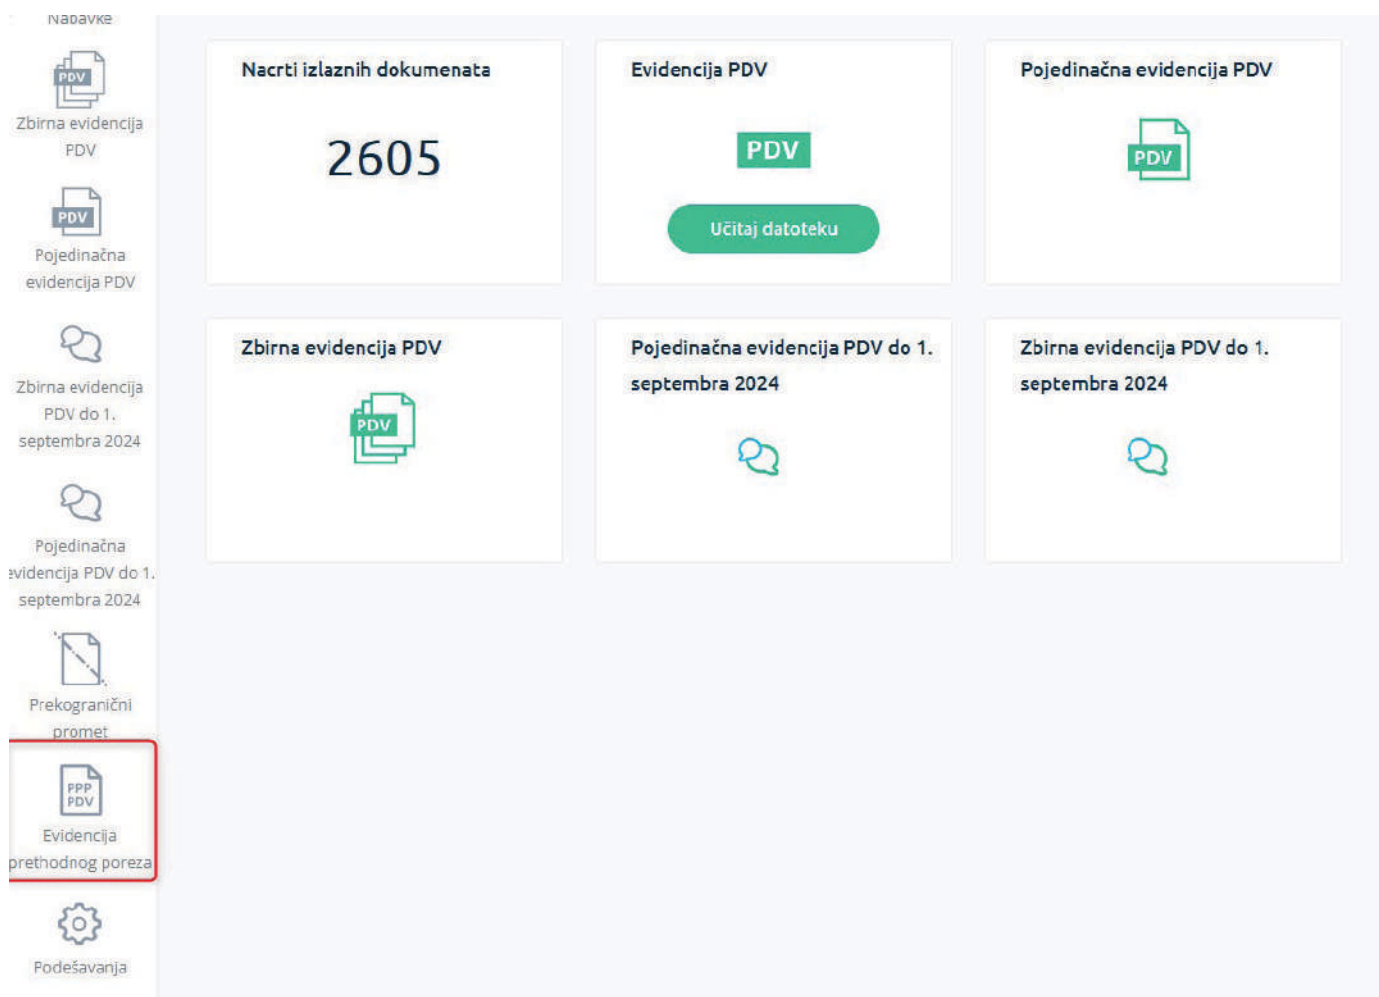 Nabavke
PDV
Zbirna evidencija
PDV
PDV
Pojedinačna
evidencija PDV
Zbirna evidencija
PDV do 1.
septembra 2024
Pojedinačna
evidencija PDV do 1.
septembra 2024
Prekogranični
promet
PPP
PDV
Evidencija
prethodnog poreza
Podešavanja
Nacrti izlaznih dokumenata
2605
Evidencija PDV
PDV
Učitaj datoteku
Pojedinačna evidencija PDV
PDV
Zbirna evidencija PDV
PDV
Pojedinačna evidencija PDV do 1.
septembra 2024
Zbirna evidencija PDV do 1.
septembra 2024